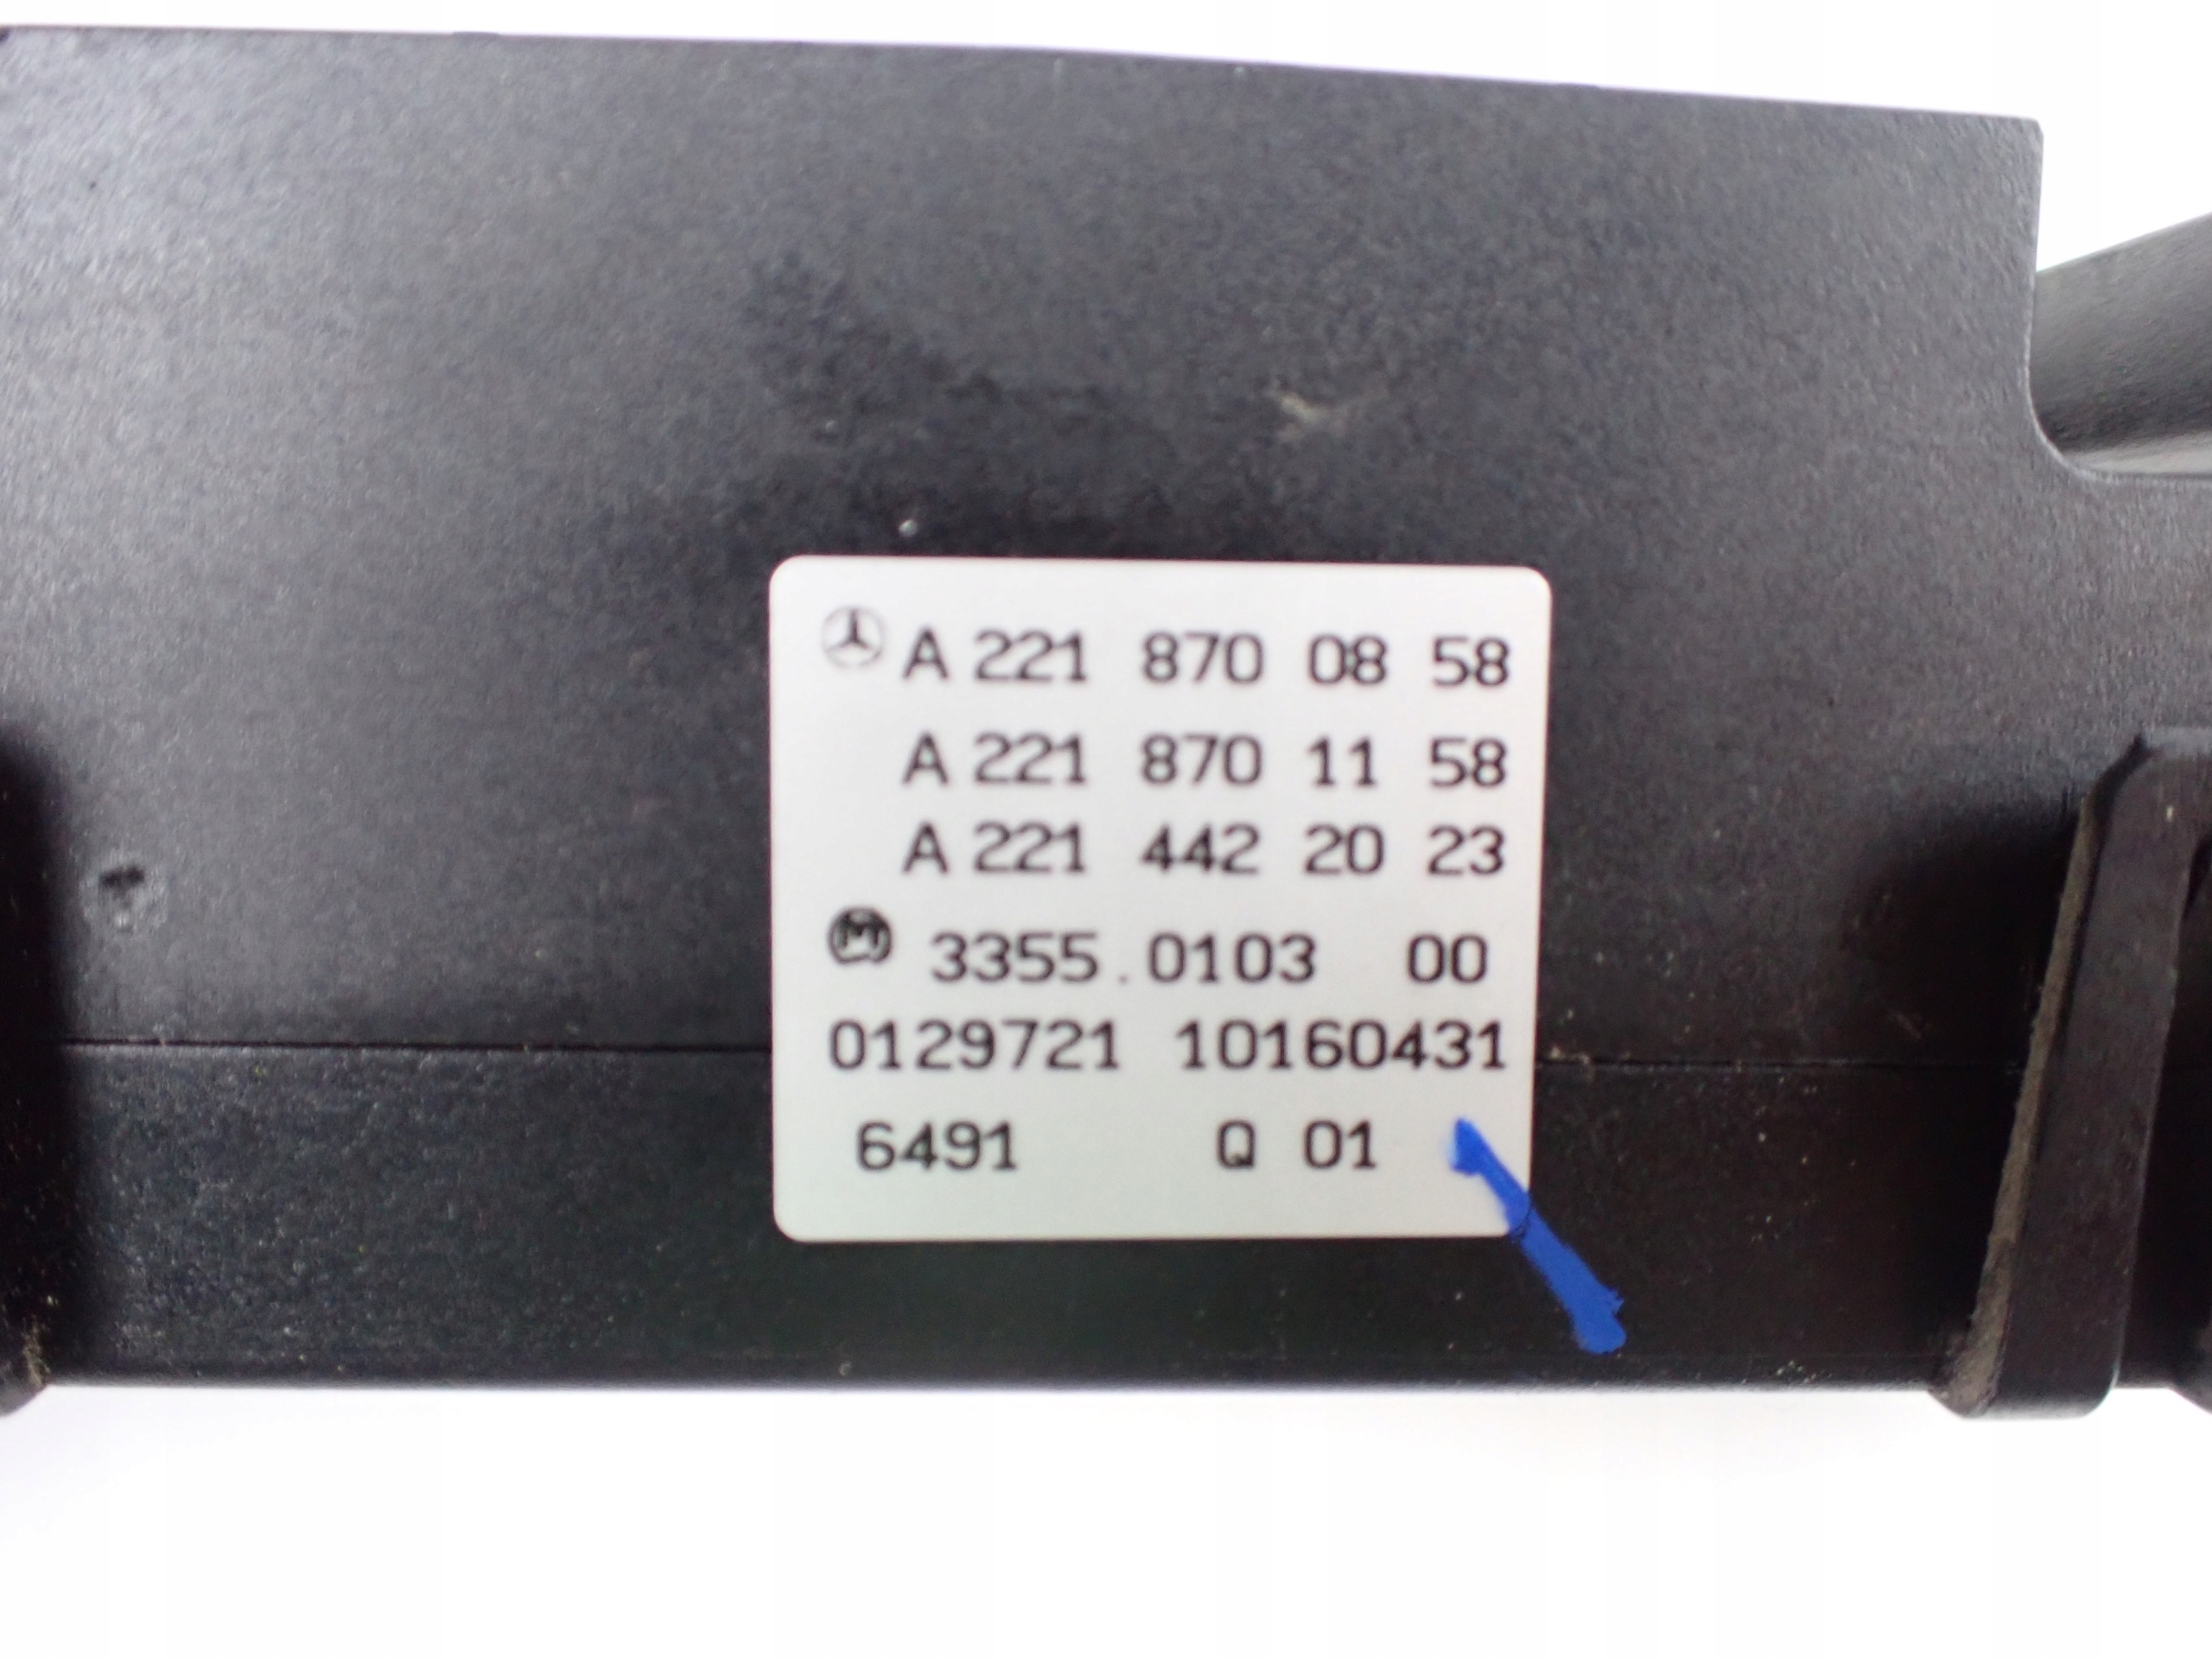 A 221 870 08 58
A 221 870 11 58
A 221 442 20 23
M 3355.0103 00
0129721 10160431
6491 Q 01